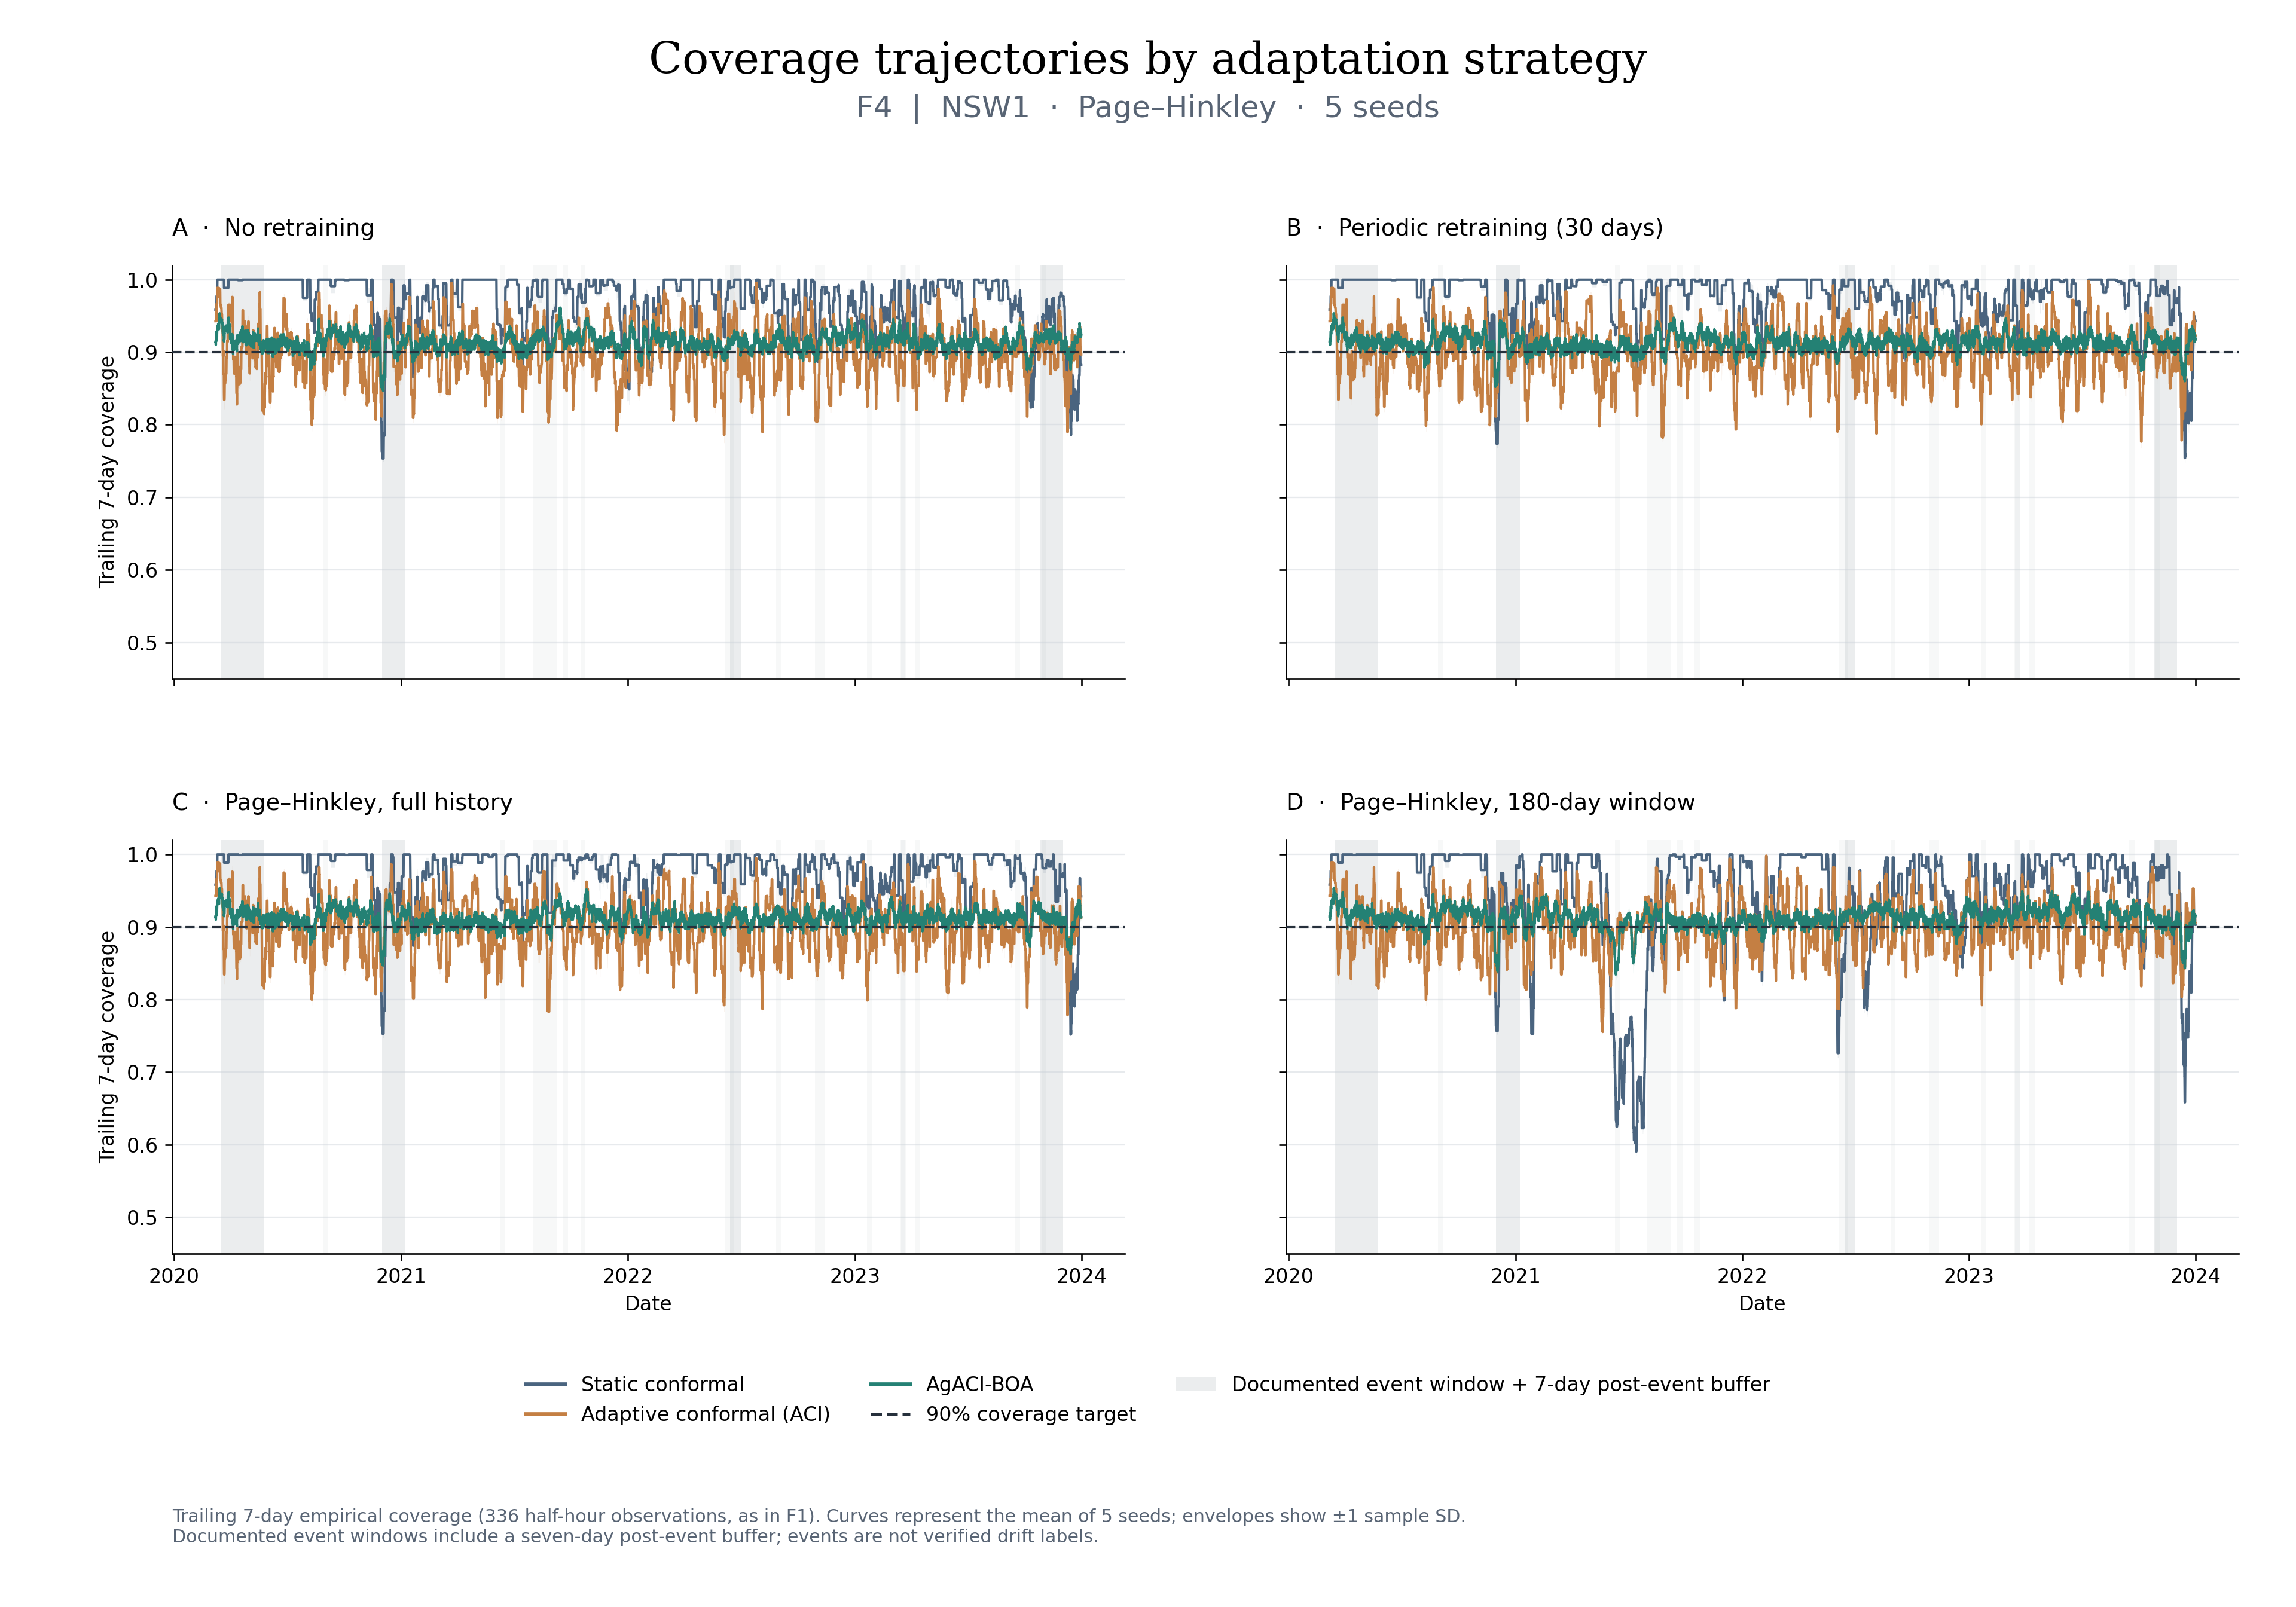 Coverage trajectories by adaptation strategy
F4 | NSW1 · Page–Hinkley · 5 seeds
A · No retraining
B · Periodic retraining (30 days)
Trailing 7-day coverage
1.0
0.9
0.8
0.7
0.6
0.5
C · Page–Hinkley, full history
D · Page–Hinkley, 180-day window
Trailing 7-day coverage
1.0
0.9
0.8
0.7
0.6
0.5
2020 2021 2022 2023 2024
Date
2020 2021 2022 2023 2024
Date
Static conformal
Adaptive conformal (ACI)
AgACI-BOA
90% coverage target
Documented event window + 7-day post-event buffer
Trailing 7-day empirical coverage (336 half-hour observations, as in F1). Curves represent the mean of 5 seeds; envelopes show ±1 sample SD.
Documented event windows include a seven-day post-event buffer; events are not verified drift labels.